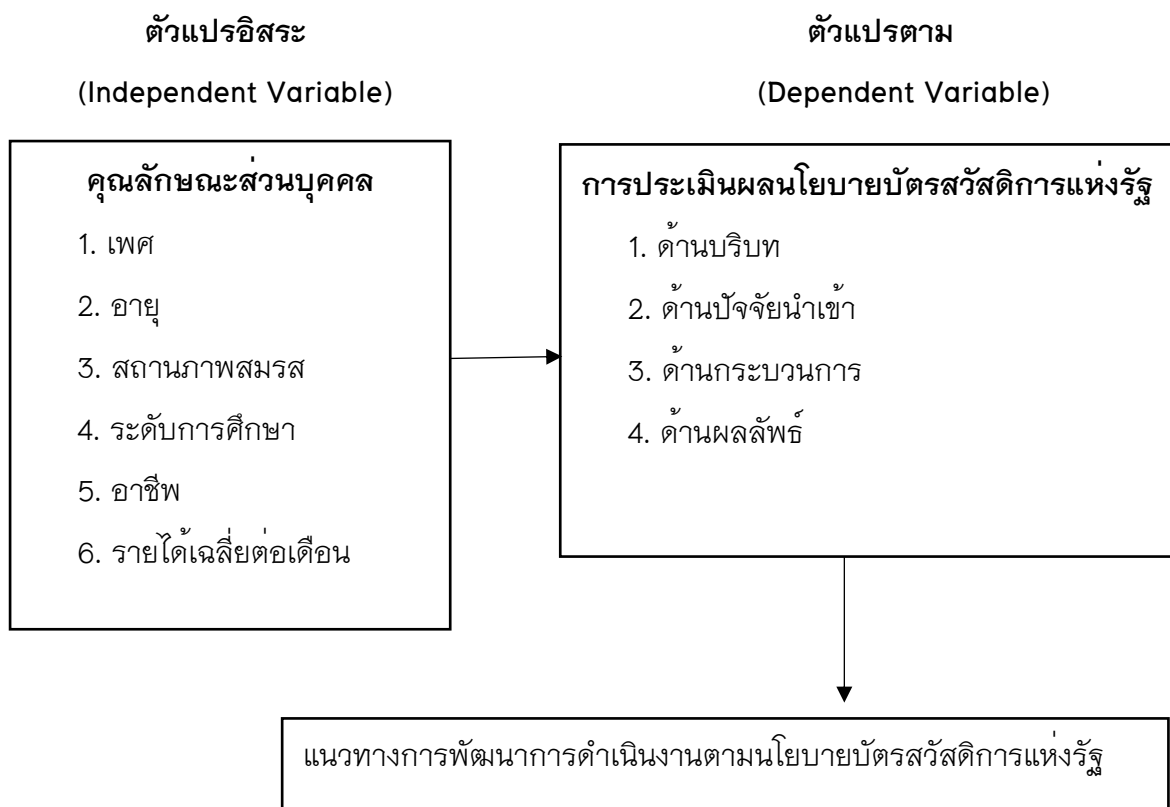 ตัวแปรอิสระ
(Independent Variable)
ตัวแปรตาม
(Dependent Variable)
คุณลักษณะส่วนบุคคล
1. เพศ
2. อายุ
3. สถานภาพสมรส
4. ระดับการศึกษา
5. อาชีพ
6. รายได้เฉลี่ยต่อเดือน
การประเมินผลนโยบายบัตรสวัสดิการแห่งรัฐ
1. ด้านบริบท
2. ด้านปัจจัยนำเข้า
3. ด้านกระบวนการ
4. ด้านผลลัพธ์
แนวทางการพัฒนาการดำเนินงานตามนโยบายบัตรสวัสดิการแห่งรัฐ